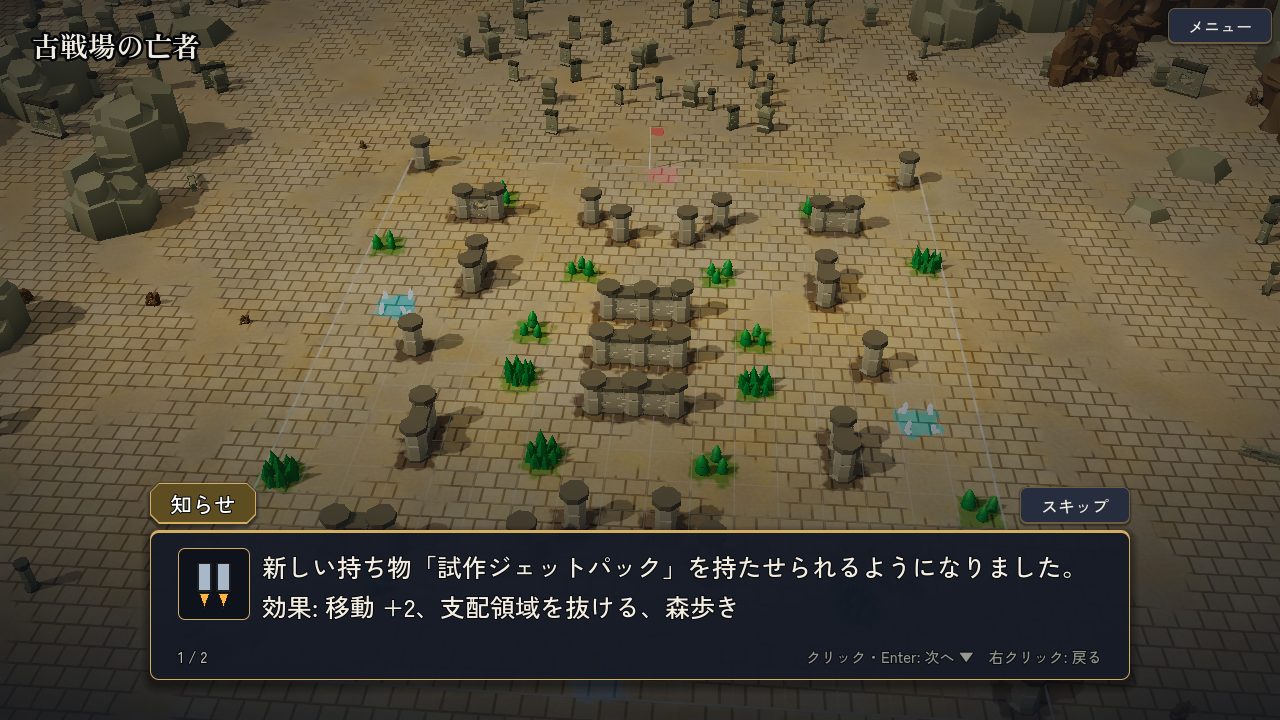 古戦場の亡者
メニュー
知らせ
スキップ
新しい持ち物「試作ジェットパック」を持たせられるようになりました。
効果: 移動 +2、支配領域を抜ける、森歩き
1 / 2
クリック・Enter: 次へ ▼ 右クリック: 戻る